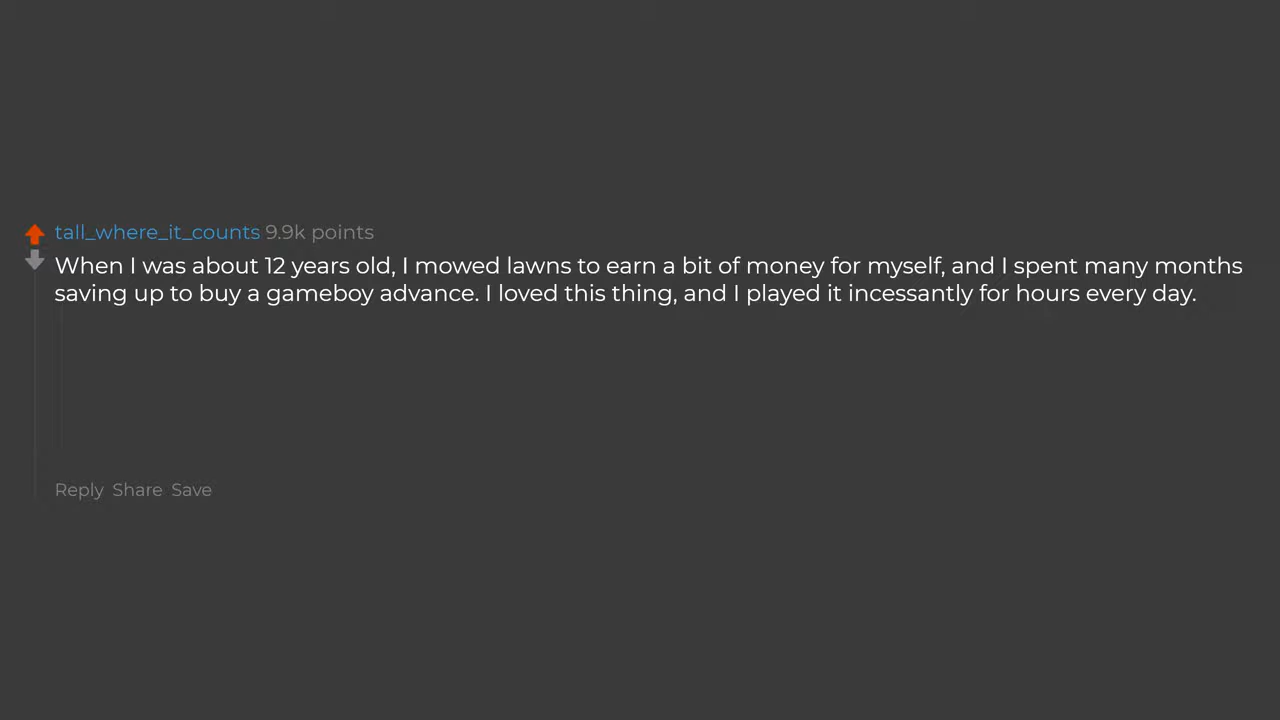 tall_where_it_counts 9.9k points
When I was about 12 years old, I mowed lawns to earn a bit of money for myself, and I spent many months
saving up to buy a gameboy advance. I loved this thing, and I played it incessantly for hours every day.
Reply Share Save